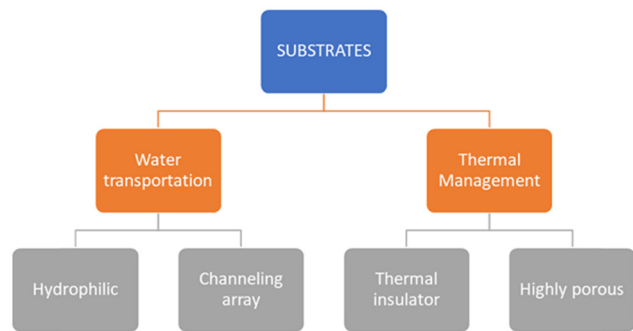 SUBSTRATES
Water
transportation
Thermal
Management
Hydrophilic
Channeling
array
Thermal
insulator
Highly porous